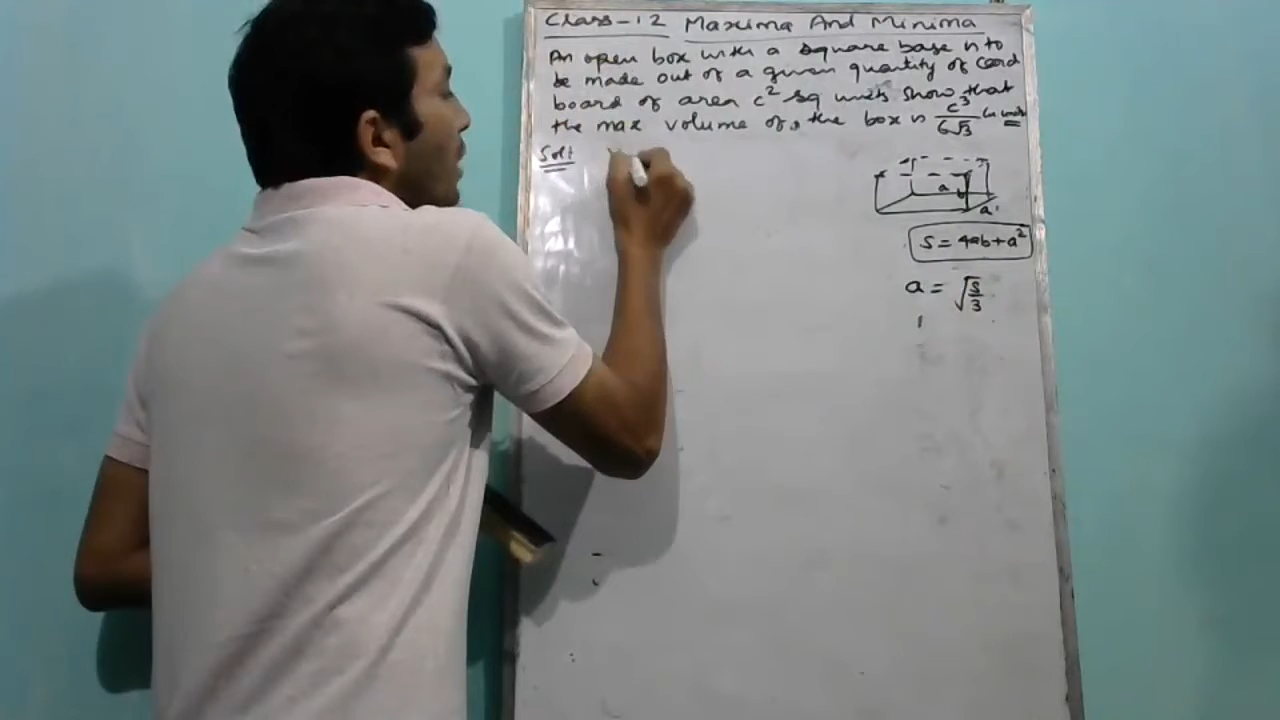 Class-12 Maxima And Minima
An open box with a square base is to
be made out of a given quantity of card
board of area c² sq units show that
the max volume of the box is c³/6√3 cu units
Sol:
a b
a
S = 4ab+a²
a = √s/3